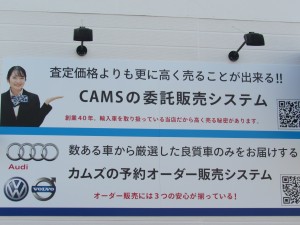 査定価格よりも更に高く売ることが出来る!!
CAMSの委託販売システム
創業40年、輸入車を取り扱っている当店だから高く売る秘密があります。
Audi
数ある車から厳選した良質車のみをお届けする
カムズの予約オーダー販売システム
VOLVO
オーダー販売には3つの安心が揃っている!